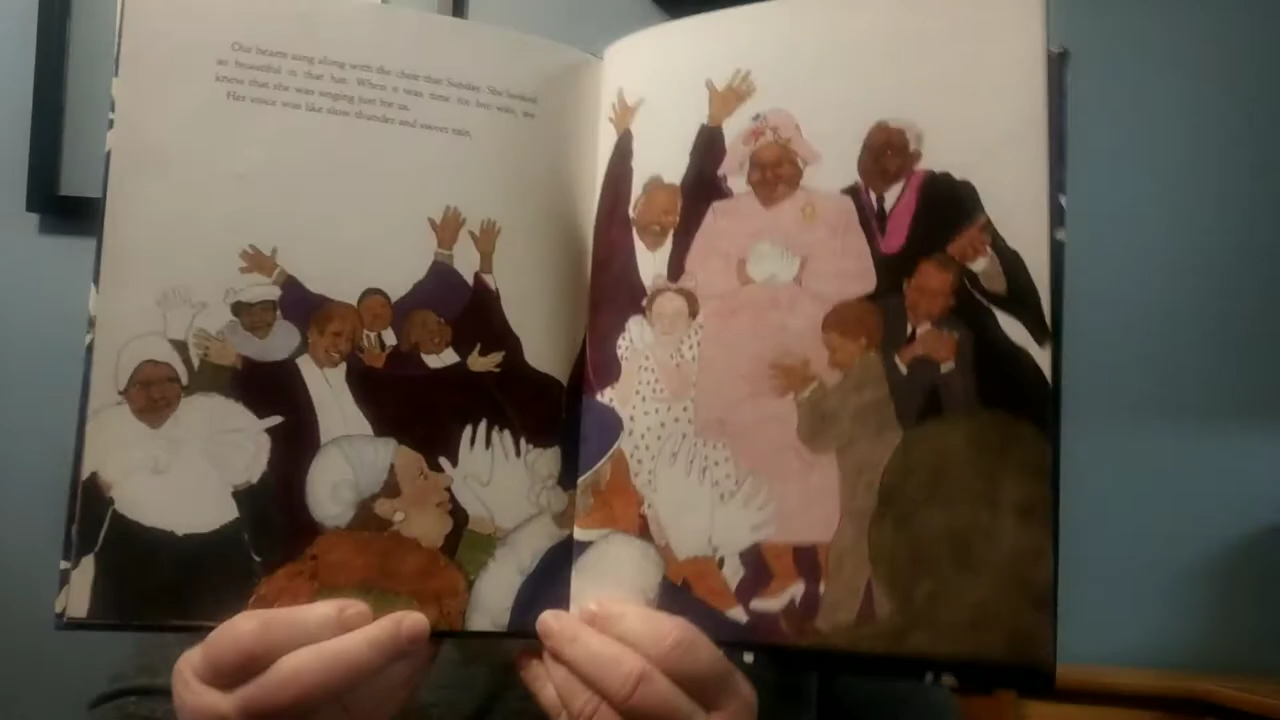 Our hearts sang along with the choir that Sunday. She looked
as beautiful in that hat. When it was time for her solo, we
knew that she was singing just for us.
Her voice was like slow thunder and sweet rain.